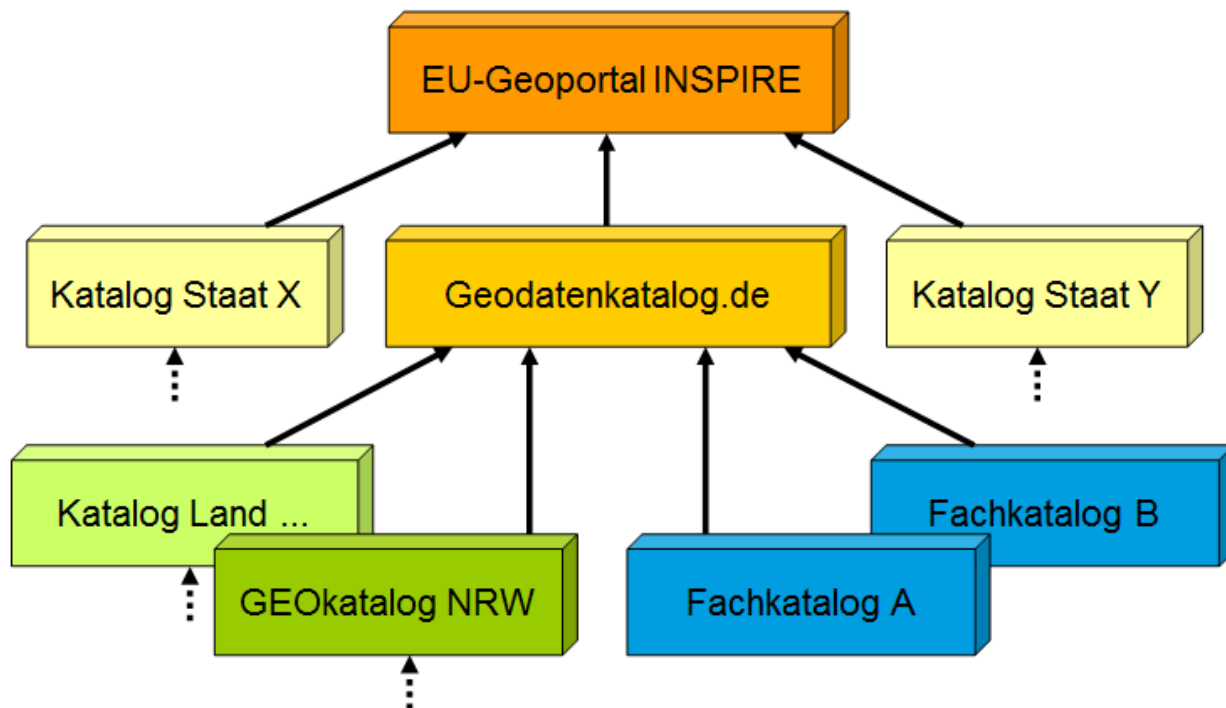 EU-Geoportal INSPIRE
Katalog Staat X
Geodatenkatalog.de
Katalog Staat Y
Katalog Land ...
Fachkatalog B
GEOkatalog NRW
Fachkatalog A